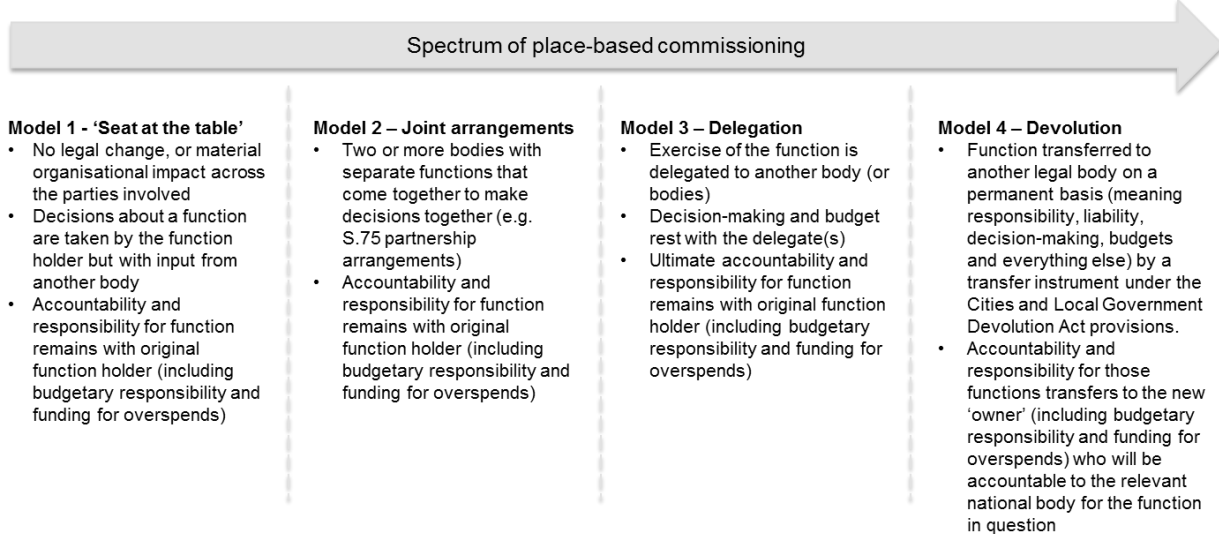 Spectrum of place-based commissioning
Model 1 - ‘Seat at the table’
• No legal change, or material
organisational impact across
the parties involved
• Decisions about a function
are taken by the function
holder but with input from
another body
• Accountability and
responsibility for function
remains with original
function holder (including
budgetary responsibility and
funding for overspends)
Model 2 – Joint arrangements
• Two or more bodies with
separate functions that
come together to make
decisions together (e.g.
S.75 partnership
arrangements)
• Accountability and
responsibility for function
remains with original
function holder (including
budgetary responsibility and
funding for overspends)
Model 3 – Delegation
• Exercise of the function is
delegated to another body (or
bodies)
• Decision-making and budget
rest with the delegate(s)
• Ultimate accountability and
responsibility for function
remains with original function
holder (including budgetary
responsibility and funding for
overspends)
Model 4 – Devolution
• Function transferred to
another legal body on a
permanent basis (meaning
responsibility, liability,
decision-making, budgets
and everything else) by a
transfer instrument under the
Cities and Local Government
Devolution Act provisions.
• Accountability and
responsibility for those
functions transfers to the new
‘owner’ (including budgetary
responsibility and funding for
overspends) who will be
accountable to the relevant
national body for the function
in question